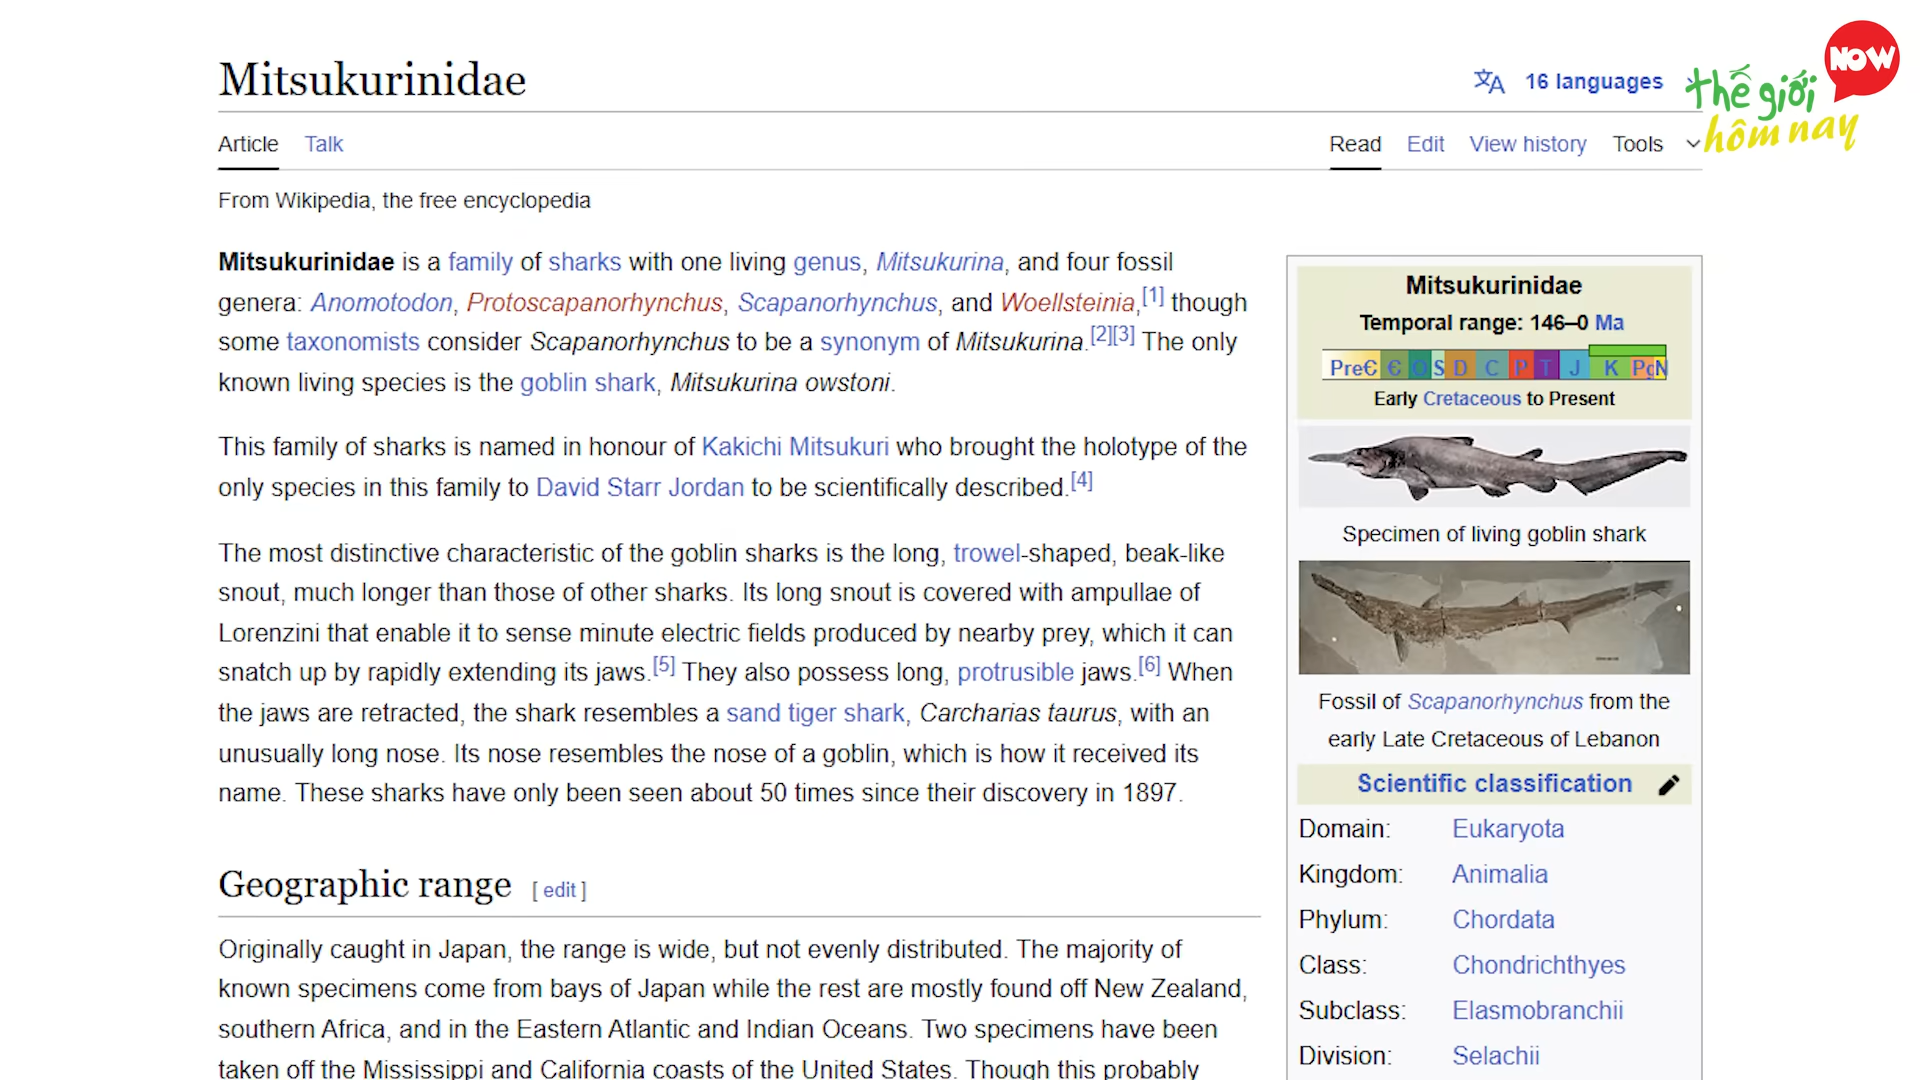 Mitsukurinidae
16 languages
NOW
thế giới
hôm nay
Article Talk
Read Edit View history Tools
From Wikipedia, the free encyclopedia
Mitsukurinidae is a family of sharks with one living genus, Mitsukurina, and four fossil
genera: Anomotodon, Protoscapanorhynchus, Scapanorhynchus, and Woellsteinia,[1] though
some taxonomists consider Scapanorhynchus to be a synonym of Mitsukurina.[2][3] The only
known living species is the goblin shark, Mitsukurina owstoni.
This family of sharks is named in honour of Kakichi Mitsukuri who brought the holotype of the
only species in this family to David Starr Jordan to be scientifically described.[4]
The most distinctive characteristic of the goblin sharks is the long, trowel-shaped, beak-like
snout, much longer than those of other sharks. Its long snout is covered with ampullae of
Lorenzini that enable it to sense minute electric fields produced by nearby prey, which it can
snatch up by rapidly extending its jaws.[5] They also possess long, protrusible jaws.[6] When
the jaws are retracted, the shark resembles a sand tiger shark, Carcharias taurus, with an
unusually long nose. Its nose resembles the nose of a goblin, which is how it received its
name. These sharks have only been seen about 50 times since their discovery in 1897.
Geographic range [ edit ]
Originally caught in Japan, the range is wide, but not evenly distributed. The majority of
known specimens come from bays of Japan while the rest are mostly found off New Zealand,
southern Africa, and in the Eastern Atlantic and Indian Oceans. Two specimens have been
taken off the Mississippi and California coasts of the United States. Though this probably
Mitsukurinidae
Temporal range: 146–0 Ma
PreЄ Є O S D C P T J K Pg N
Early Cretaceous to Present
Specimen of living goblin shark
Fossil of Scapanorhynchus from the
early Late Cretaceous of Lebanon
Scientific classification
Domain: Eukaryota
Kingdom: Animalia
Phylum: Chordata
Class: Chondrichthyes
Subclass: Elasmobranchii
Division: Selachii